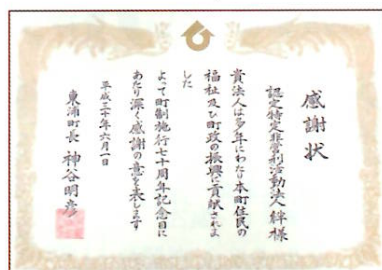 感謝状
認定特定非営利活動法人 絆 様
貴法人は多年にわたり本町住民の
福祉及び町政の振興に貢献されま
した
よって町制施行七十周年記念日に
あたり深く感謝の意を表します
平成三十年六月一日
東浦町長 神谷明彦